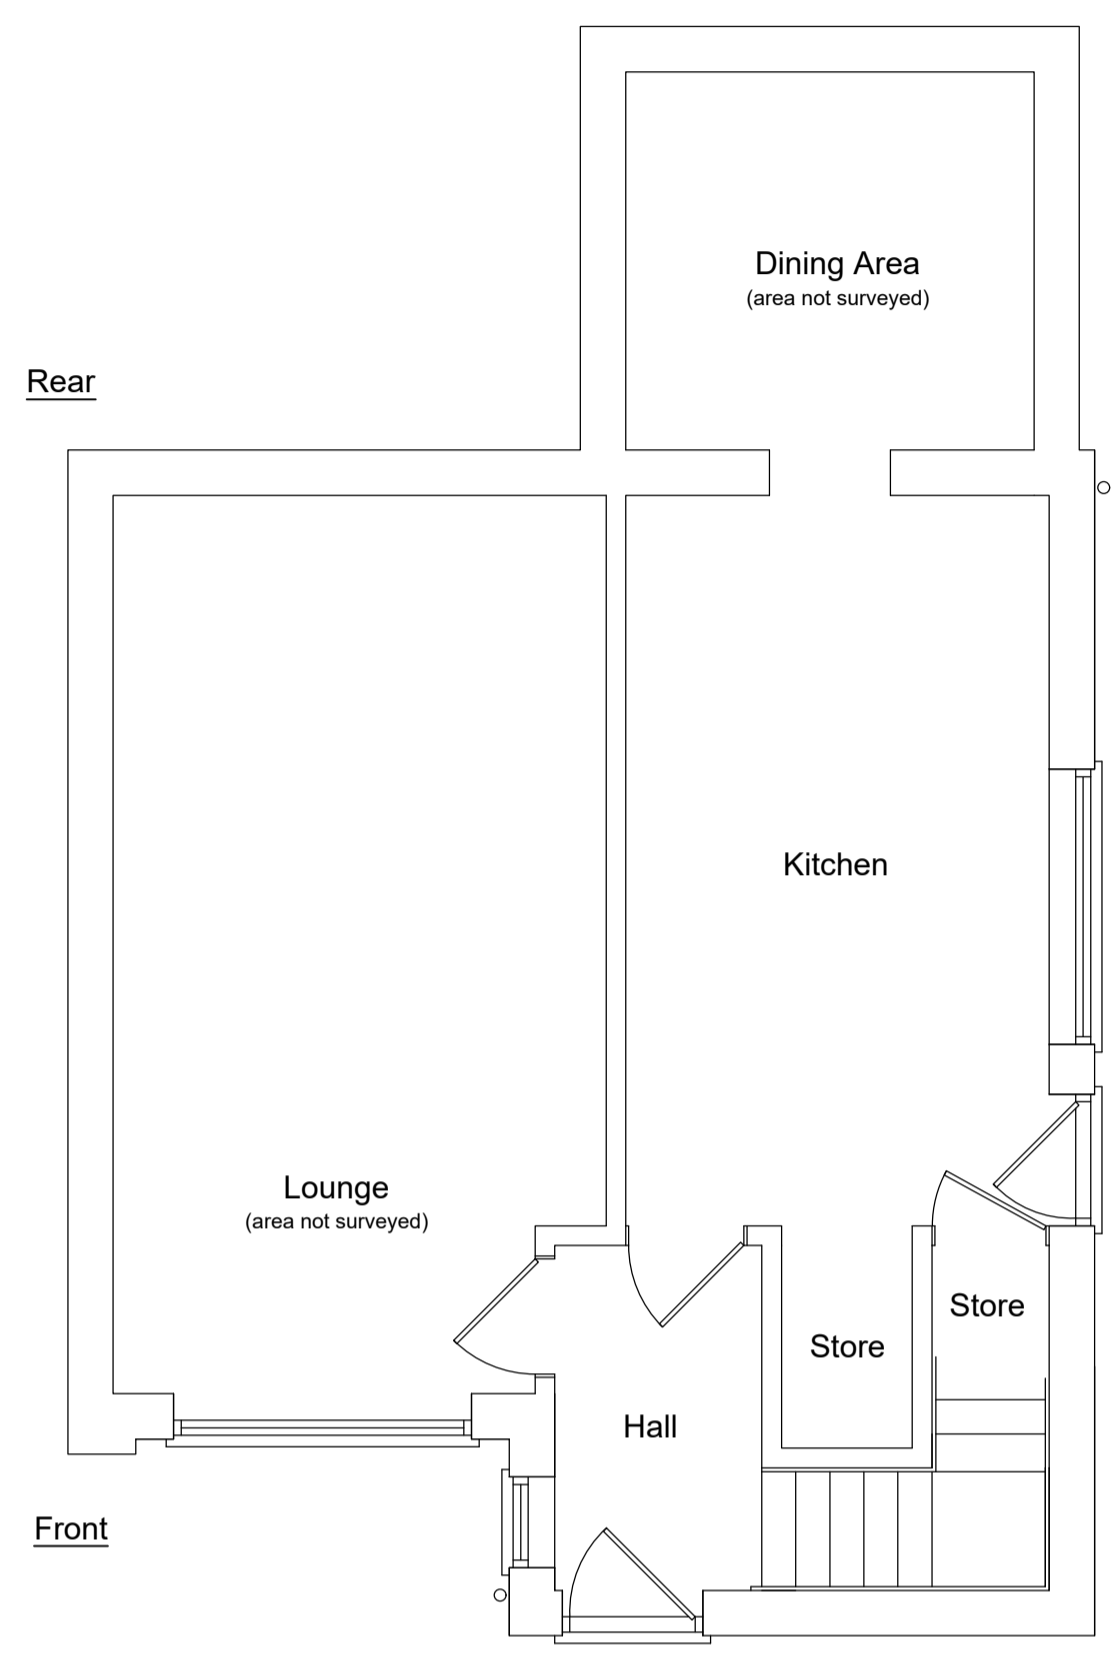 Dining Area
(area not surveyed)
Rear
Kitchen
Lounge
(area not surveyed)
Store
Store
Hall
Front